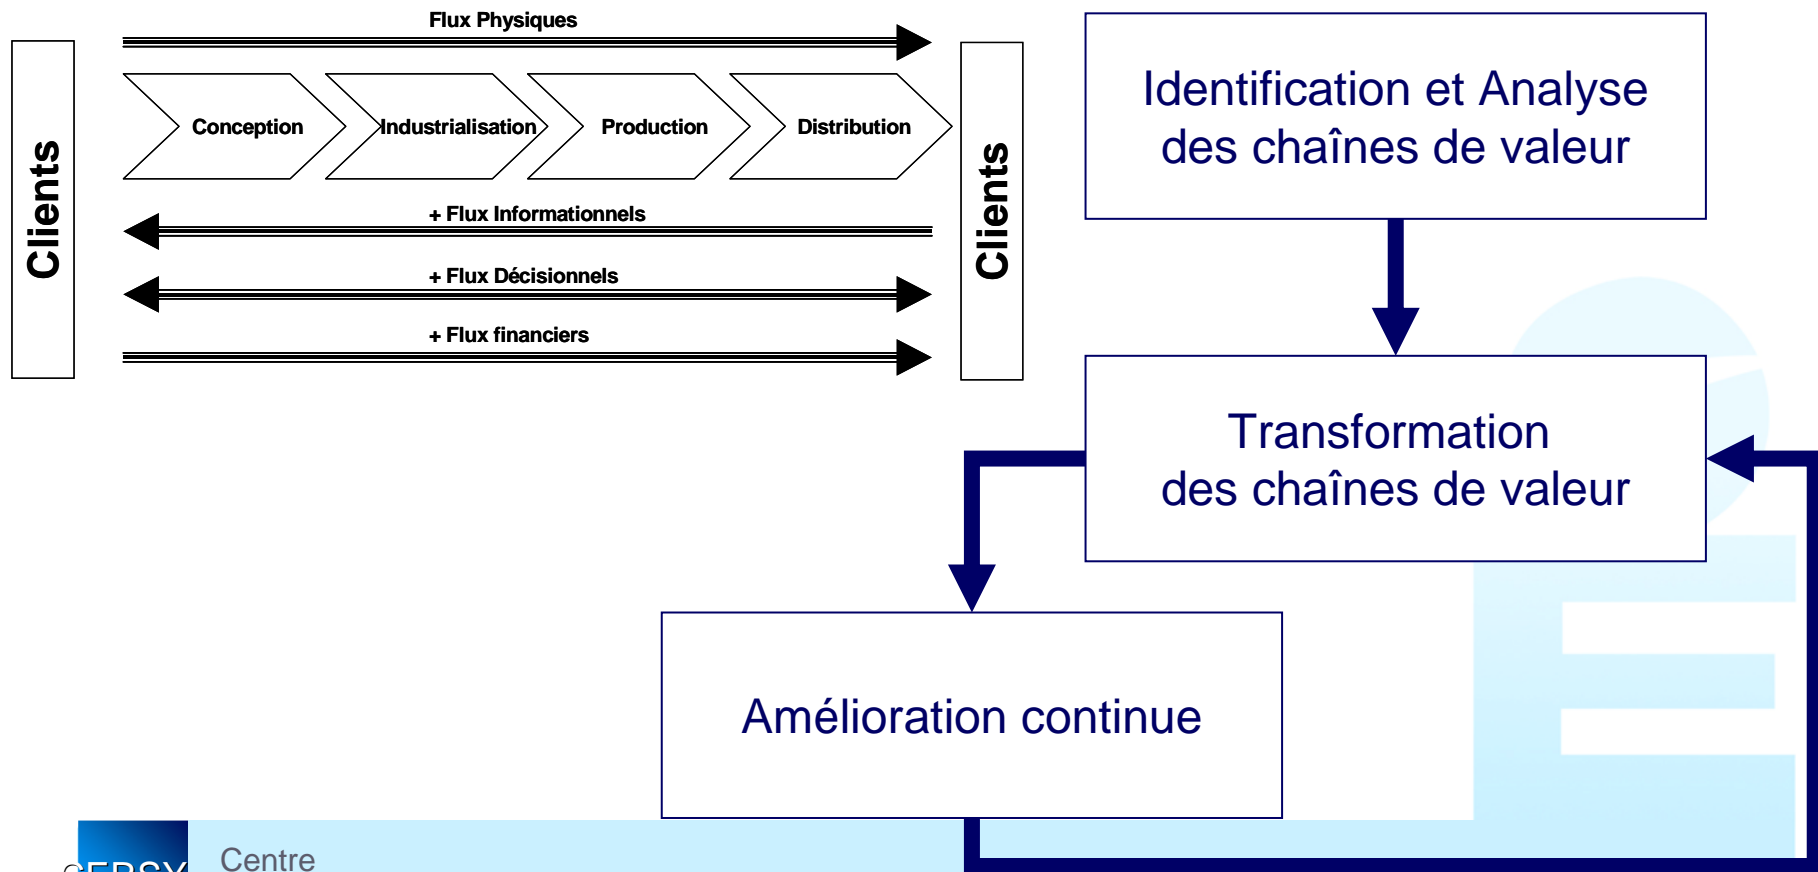 Flux Physiques
Clients
Conception
Industrialisation
Production
Distribution
Clients
+ Flux Informationnels
+ Flux Décisionnels
+ Flux financiers
Identification et Analyse
des chaînes de valeur
Transformation
des chaînes de valeur
Amélioration continue
Centre